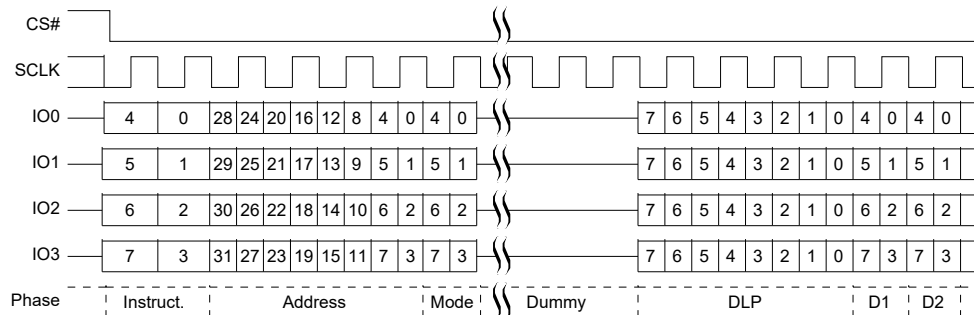 CS#
SCLK
IO0 4 0 28 24 20 16 12 8 4 0 4 0 7 6 5 4 3 2 1 0 4 0 4 0
IO1 5 1 29 25 21 17 13 9 5 1 5 1 7 6 5 4 3 2 1 0 5 1 5 1
IO2 6 2 30 26 22 18 14 10 6 2 6 2 7 6 5 4 3 2 1 0 6 2 6 2
IO3 7 3 31 27 23 19 15 11 7 3 7 3 7 6 5 4 3 2 1 0 7 3 7 3
Phase Instruct. Address Mode Dummy DLP D1 D2